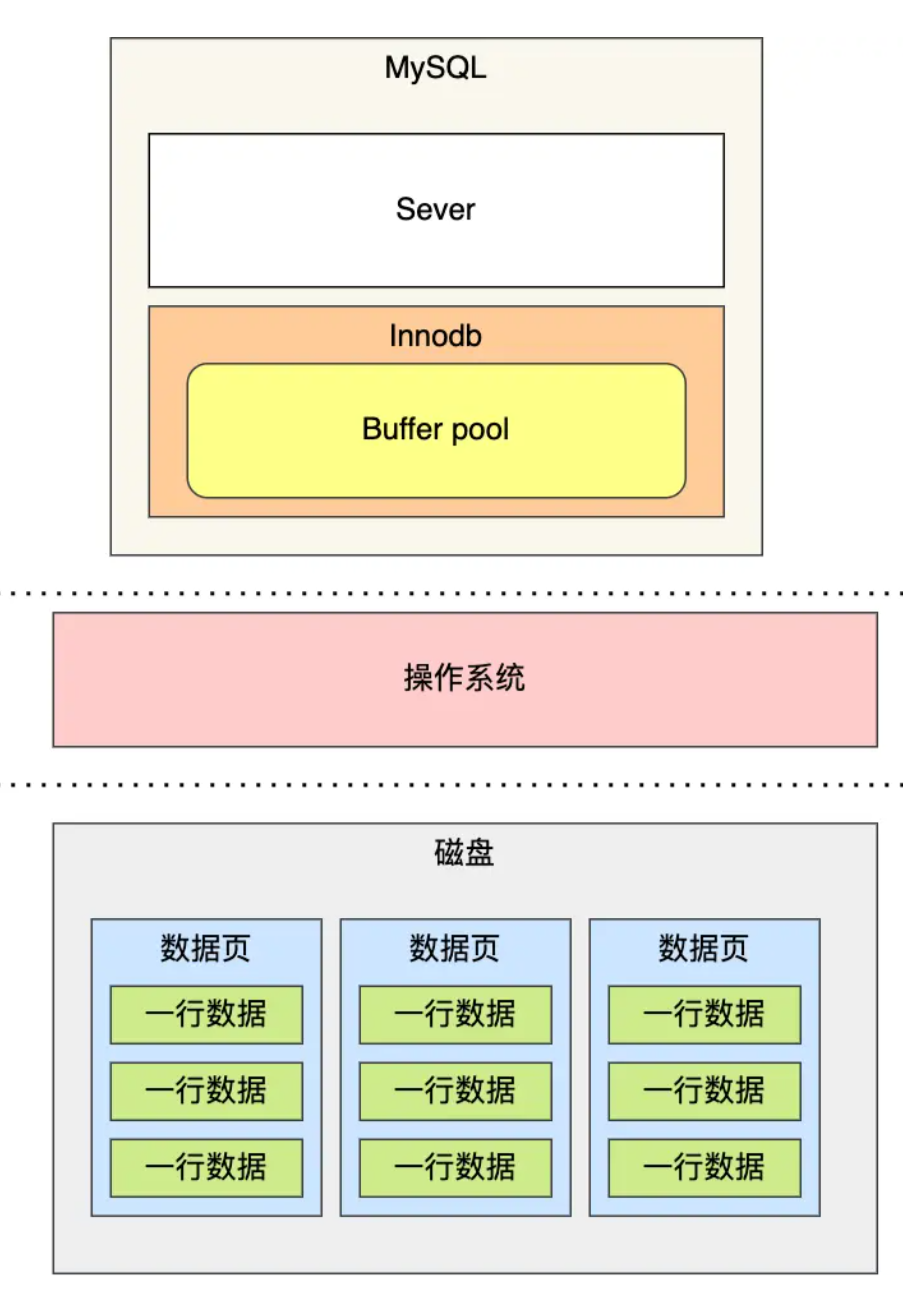 MySQL
Sever
Innodb
Buffer pool
操作系统
磁盘
数据页 数据页 数据页
一行数据 一行数据 一行数据
一行数据 一行数据 一行数据
一行数据 一行数据 一行数据